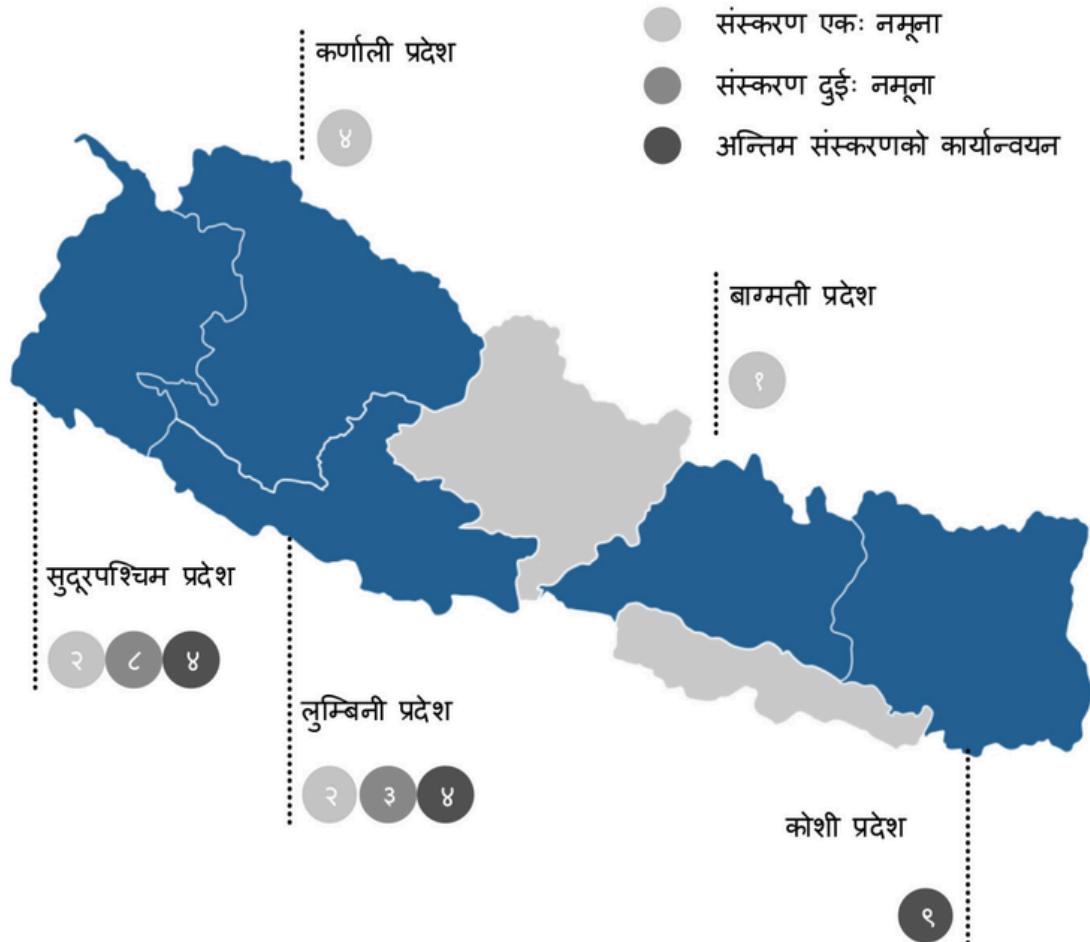 संस्करण एकः नमूना
संस्करण दुईः नमूना
अन्तिम संस्करणको कार्यान्वयन
कर्णाली प्रदेश
४
बाग्मती प्रदेश
१
सुदूरपश्चिम प्रदेश
२ ८ ४
लुम्बिनी प्रदेश
२ ३ ४
कोशी प्रदेश
९